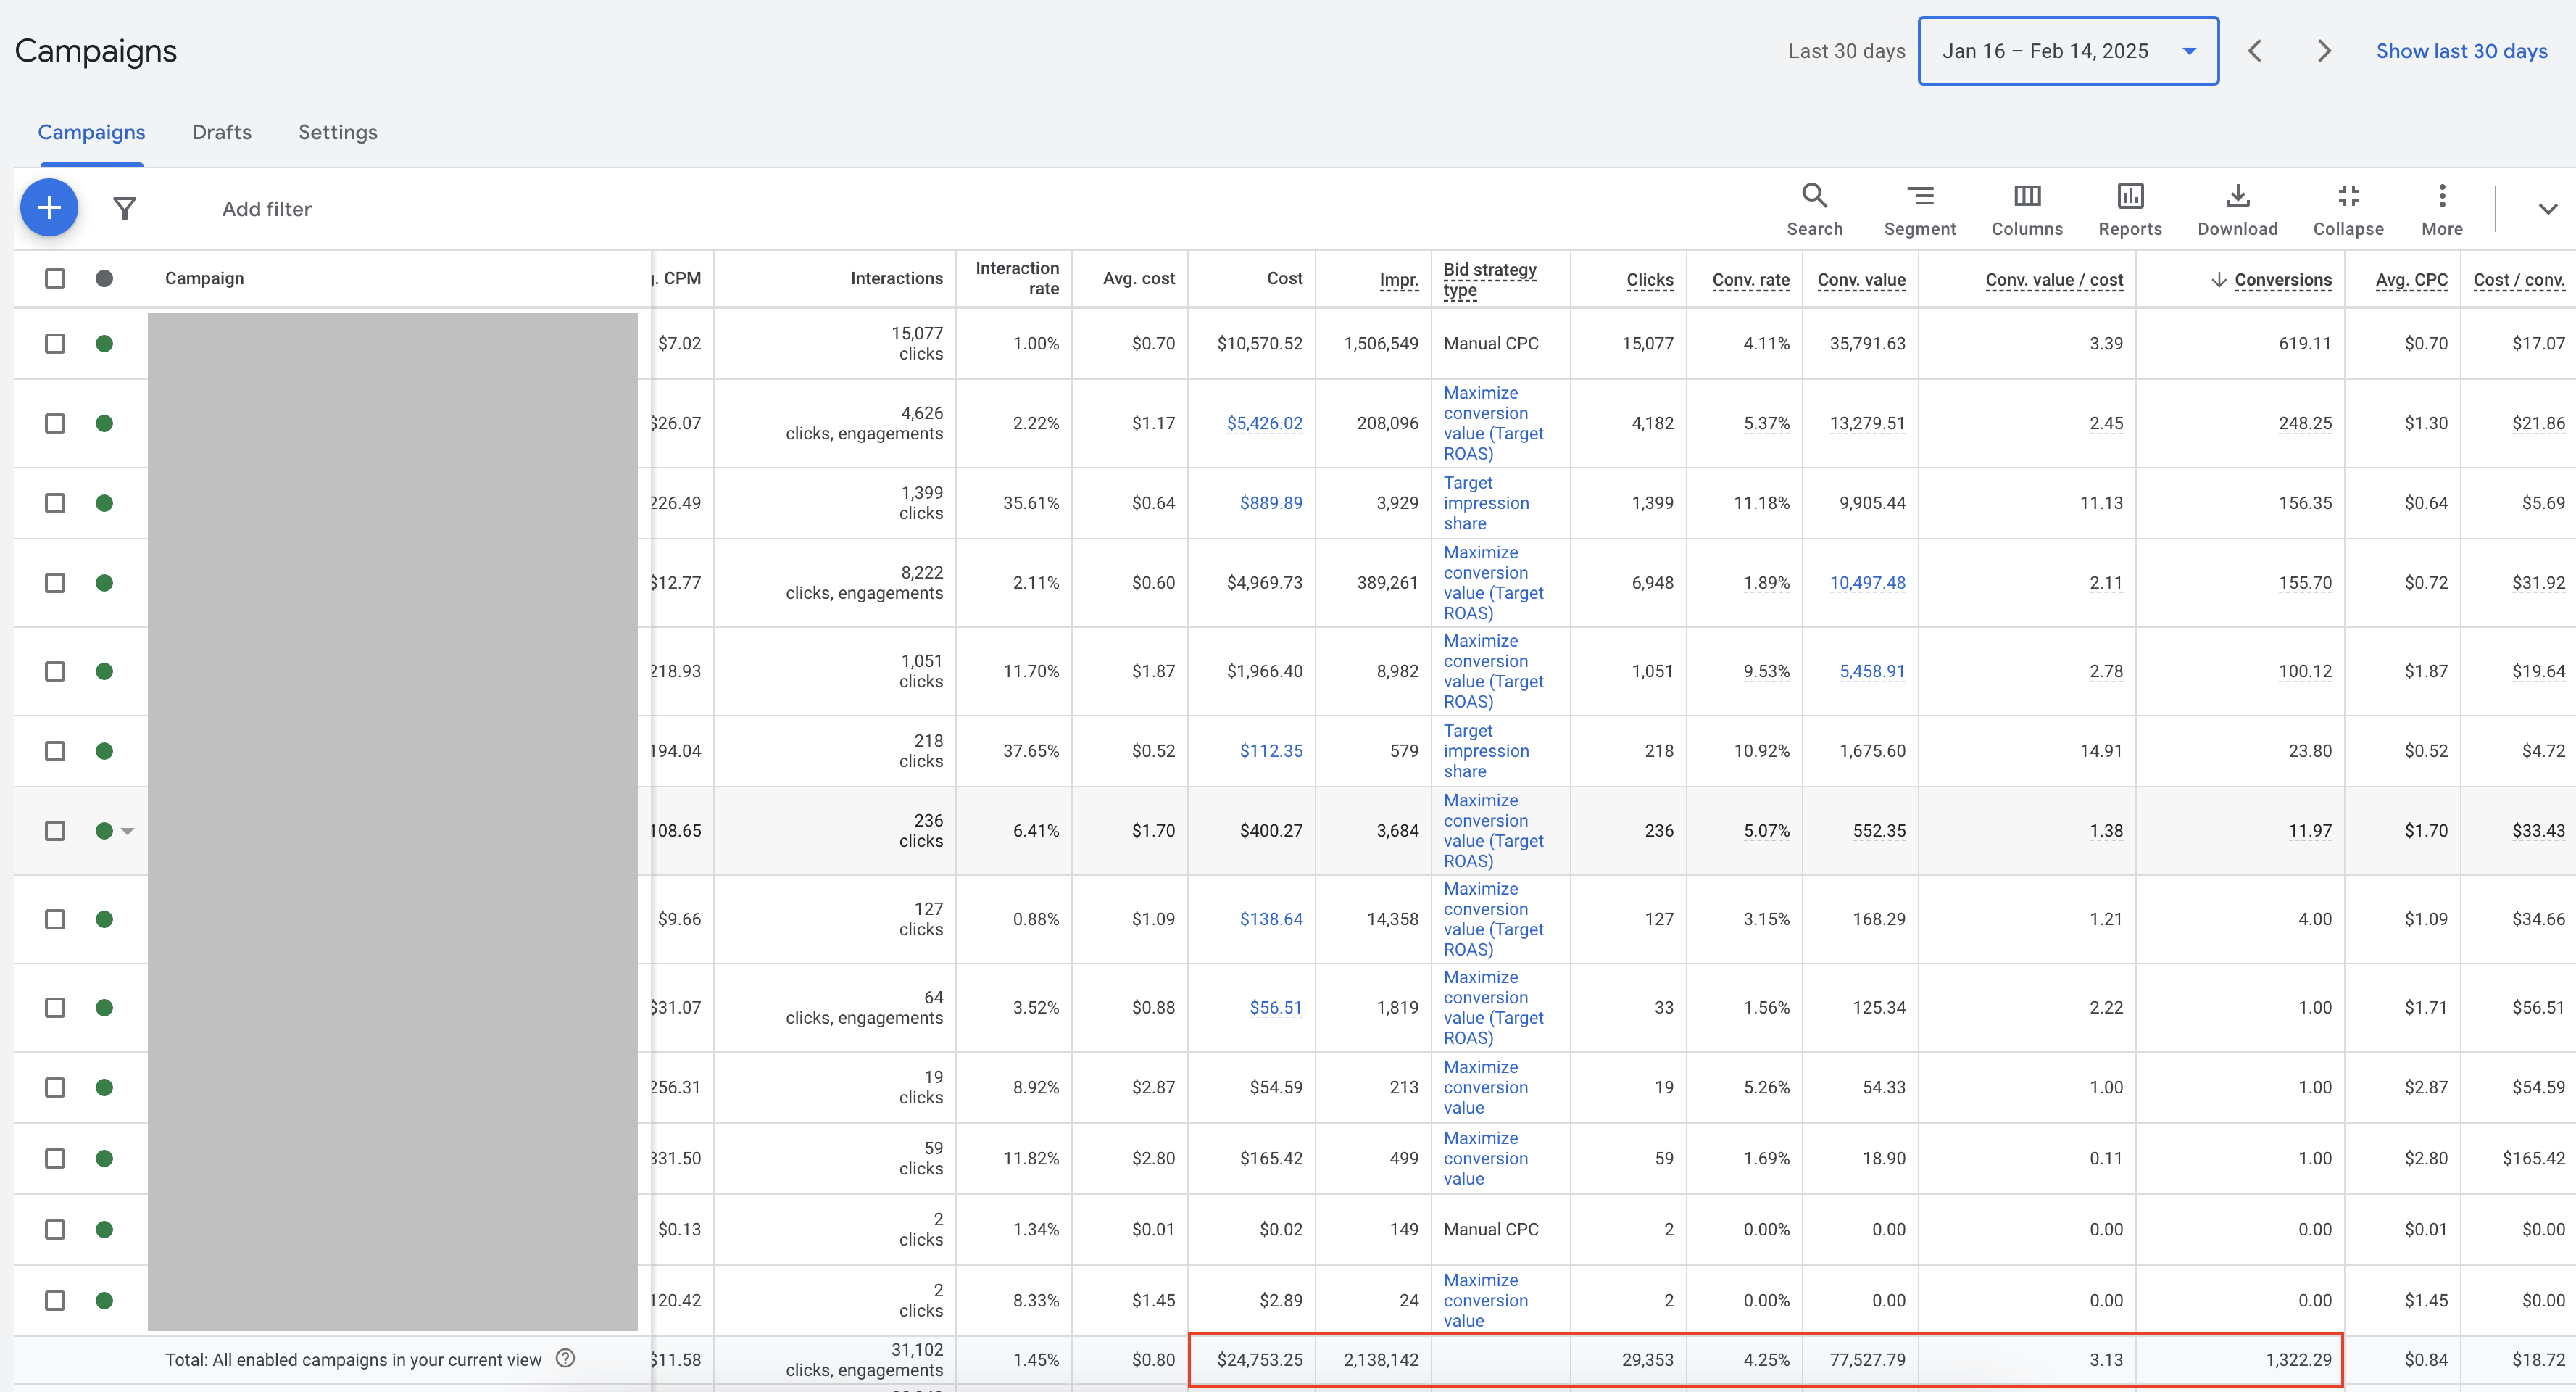 Campaigns
Last 30 days Jan 16 – Feb 14, 2025 Show last 30 days
Campaigns Drafts Settings
Add filter
Search Segment Columns Reports Download Collapse More
Campaign . CPM Interactions Interaction rate Avg. cost Cost Impr. Bid strategy type Clicks Conv. rate Conv. value Conv. value / cost Conversions Avg. CPC Cost / conv.
$7.02 15,077 clicks 1.00% $0.70 $10,570.52 1,506,549 Manual CPC 15,077 4.11% 35,791.63 3.39 619.11 $0.70 $17.07
$26.07 4,626 clicks, engagements 2.22% $1.17 $5,426.02 208,096 Maximize conversion value (Target ROAS) 4,182 5.37% 13,279.51 2.45 248.25 $1.30 $21.86
226.49 1,399 clicks 35.61% $0.64 $889.89 3,929 Target impression share 1,399 11.18% 9,905.44 11.13 156.35 $0.64 $5.69
$12.77 8,222 clicks, engagements 2.11% $0.60 $4,969.73 389,261 Maximize conversion value (Target ROAS) 6,948 1.89% 10,497.48 2.11 155.70 $0.72 $31.92
218.93 1,051 clicks 11.70% $1.87 $1,966.40 8,982 Maximize conversion value (Target ROAS) 1,051 9.53% 5,458.91 2.78 100.12 $1.87 $19.64
194.04 218 clicks 37.65% $0.52 $112.35 579 Target impression share 218 10.92% 1,675.60 14.91 23.80 $0.52 $4.72
108.65 236 clicks 6.41% $1.70 $400.27 3,684 Maximize conversion value (Target ROAS) 236 5.07% 552.35 1.38 11.97 $1.70 $33.43
$9.66 127 clicks 0.88% $1.09 $138.64 14,358 Maximize conversion value (Target ROAS) 127 3.15% 168.29 1.21 4.00 $1.09 $34.66
$31.07 64 clicks, engagements 3.52% $0.88 $56.51 1,819 Maximize conversion value (Target ROAS) 33 1.56% 125.34 2.22 1.00 $1.71 $56.51
256.31 19 clicks 8.92% $2.87 $54.59 213 Maximize conversion value 19 5.26% 54.33 1.00 1.00 $2.87 $54.59
331.50 59 clicks 11.82% $2.80 $165.42 499 Maximize conversion value 59 1.69% 18.90 0.11 1.00 $2.80 $165.42
$0.13 2 clicks 1.34% $0.01 $0.02 149 Manual CPC 2 0.00% 0.00 0.00 0.00 $0.01 $0.00
120.42 2 clicks 8.33% $1.45 $2.89 24 Maximize conversion value 2 0.00% 0.00 0.00 0.00 $1.45 $0.00
Total: All enabled campaigns in your current view $11.58 31,102 clicks, engagements 1.45% $0.80 $24,753.25 2,138,142 29,353 4.25% 77,527.79 3.13 1,322.29 $0.84 $18.72